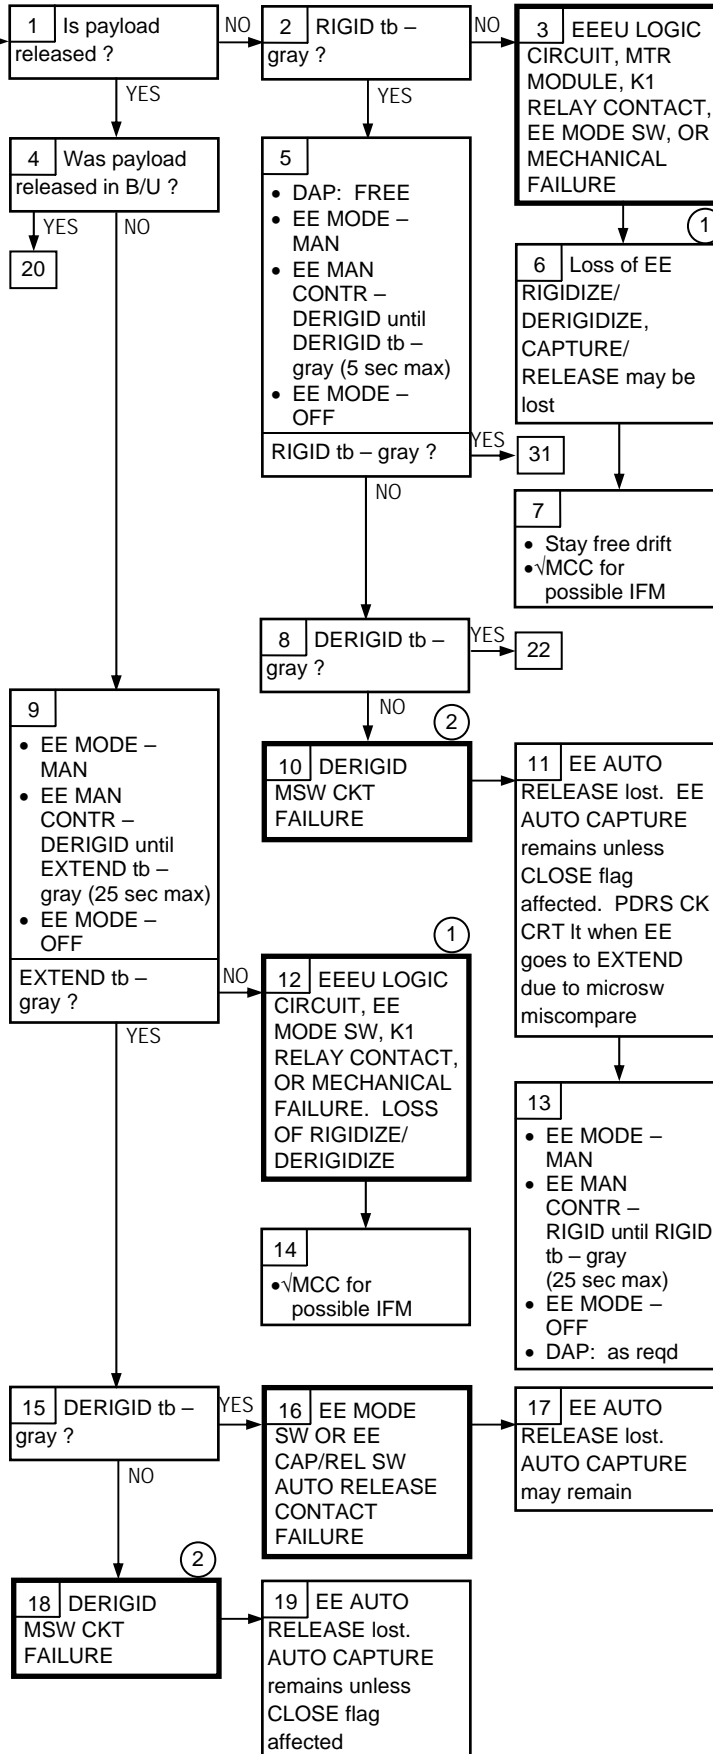 1 Is payload
released ?
NO
2 RIGID tb –
gray ?
NO
3 EEEU LOGIC
CIRCUIT, MTR
MODULE, K1
RELAY CONTACT,
EE MODE SW, OR
MECHANICAL
FAILURE
YES
YES
4 Was payload
released in B/U ?
YES
NO
20
5
• DAP: FREE
• EE MODE –
MAN
• EE MAN
CONTR –
DERIGID until
DERIGID tb –
gray (5 sec max)
• EE MODE –
OFF
RIGID tb – gray ?
YES
31
NO
1
6 Loss of EE
RIGIDIZE/
DERIGIDIZE,
CAPTURE/
RELEASE may be
lost
7
• Stay free drift
•√MCC for
possible IFM
8 DERIGID tb –
gray ?
YES
22
NO
9
• EE MODE –
MAN
• EE MAN
CONTR –
DERIGID until
EXTEND tb –
gray (25 sec max)
• EE MODE –
OFF
EXTEND tb –
gray ?
NO
YES
2
10 DERIGID
MSW CKT
FAILURE
11 EE AUTO
RELEASE lost. EE
AUTO CAPTURE
remains unless
CLOSE flag
affected. PDRS CK
CRT lt when EE
goes to EXTEND
due to microsw
miscompare
1
12 EEEU LOGIC
CIRCUIT, EE
MODE SW, K1
RELAY CONTACT,
OR MECHANICAL
FAILURE. LOSS
OF RIGIDIZE/
DERIGIDIZE
13
• EE MODE –
MAN
• EE MAN
CONTR –
RIGID until RIGID
tb – gray
(25 sec max)
• EE MODE –
OFF
• DAP: as reqd
14
•√MCC for
possible IFM
15 DERIGID tb –
gray ?
YES
NO
16 EE MODE
SW OR EE
CAP/REL SW
AUTO RELEASE
CONTACT
FAILURE
17 EE AUTO
RELEASE lost.
AUTO CAPTURE
may remain
2
18 DERIGID
MSW CKT
FAILURE
19 EE AUTO
RELEASE lost.
AUTO CAPTURE
remains unless
CLOSE flag
affected